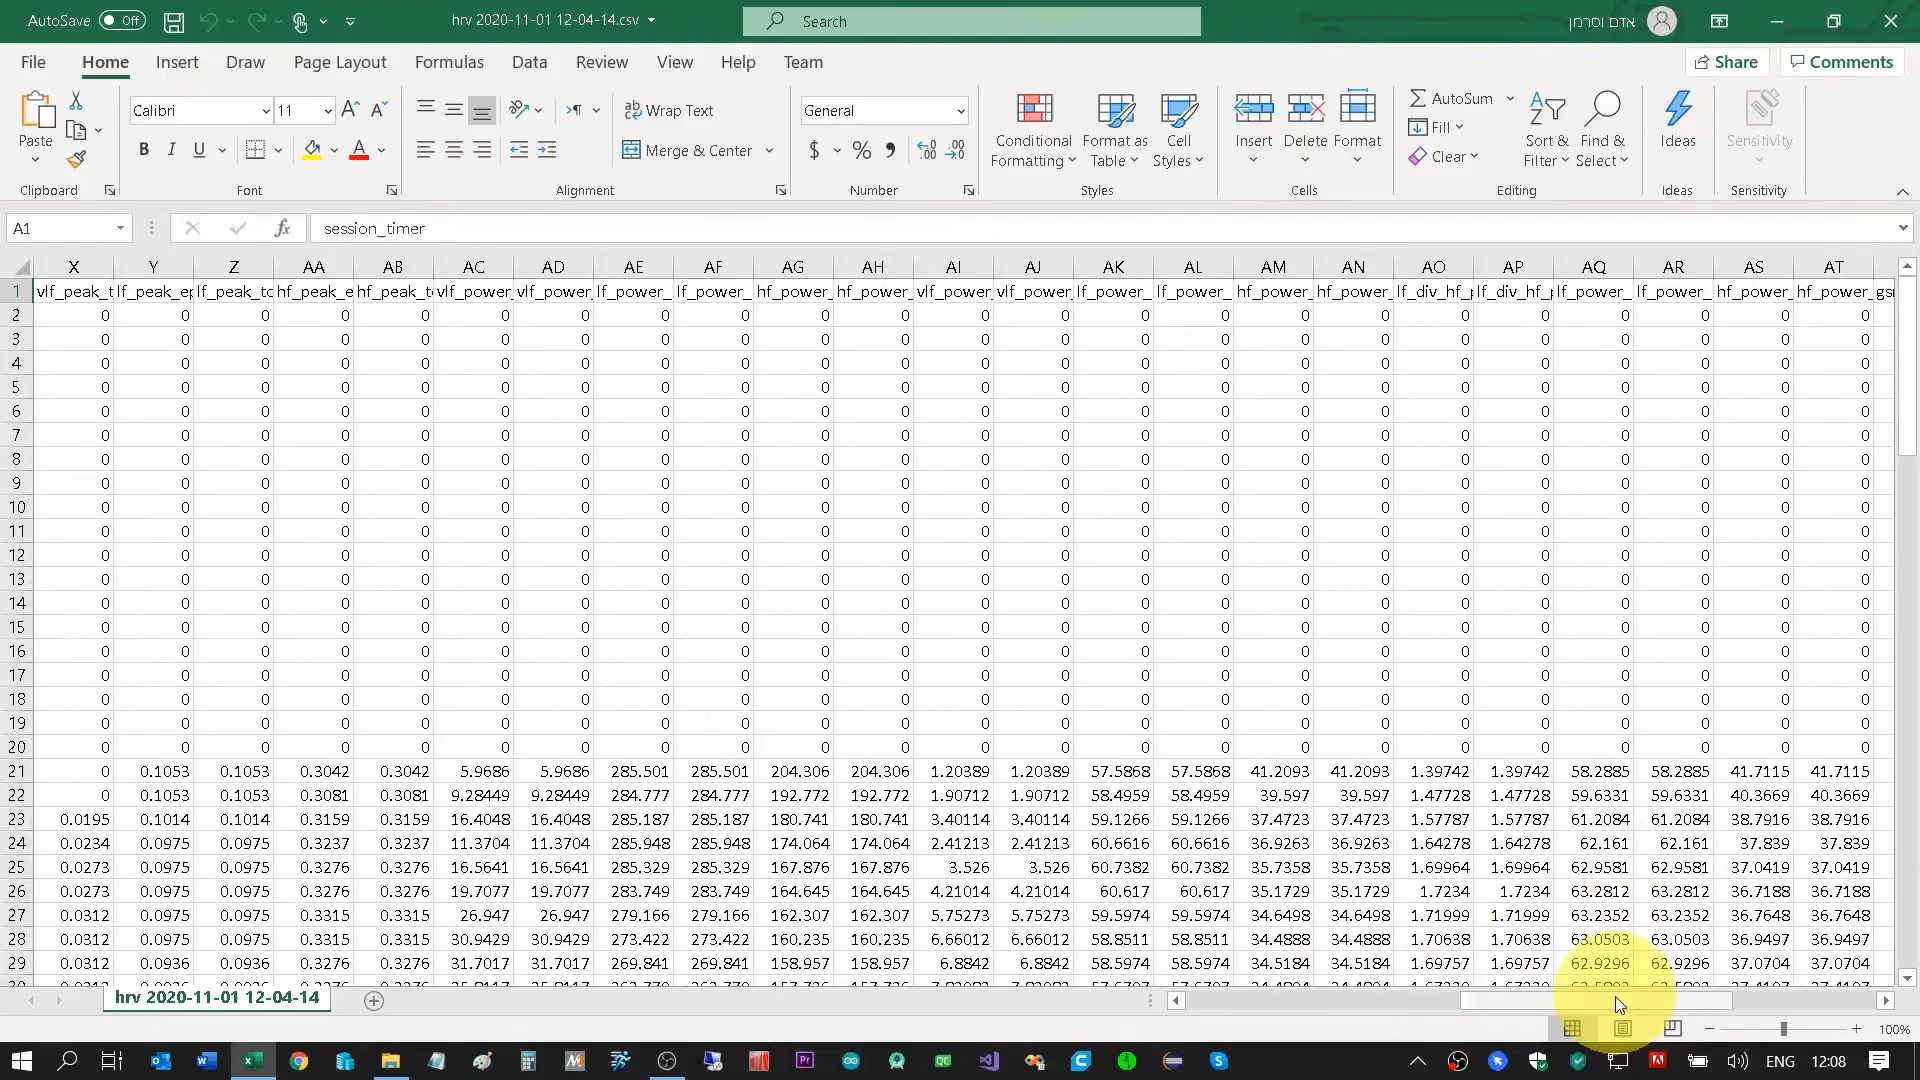 AutoSave Off hrv 2020-11-01 12-04-14.csv Search אדם וסרמן
File Home Insert Draw Page Layout Formulas Data Review View Help Team Share Comments
Calibri 11 Wrap Text General AutoSum
Paste B I U Merge & Center $ % Conditional Formatting Format as Table Cell Styles Insert Delete Format Fill Clear Sort & Filter Find & Select Ideas Sensitivity
Clipboard Font Alignment Number Styles Cells Editing Ideas Sensitivity
A1 fx session_timer
X Y Z AA AB AC AD AE AF AG AH AI AJ AK AL AM AN AO AP AQ AR AS AT
1 vlf_peak_t lf_peak_ep lf_peak_to hf_peak_e hf_peak_to vlf_power_ vlf_power_ lf_power_ lf_power_ hf_power_ hf_power_ vlf_power_ vlf_power_ lf_power_ lf_power_ hf_power_ hf_power_ lf_div_hf_p lf_div_hf_p lf_power_ lf_power_ hf_power_ hf_power_ gsr
2 0 0 0 0 0 0 0 0 0 0 0 0 0 0 0 0 0 0 0 0 0 0 0
3 0 0 0 0 0 0 0 0 0 0 0 0 0 0 0 0 0 0 0 0 0 0 0
4 0 0 0 0 0 0 0 0 0 0 0 0 0 0 0 0 0 0 0 0 0 0 0
5 0 0 0 0 0 0 0 0 0 0 0 0 0 0 0 0 0 0 0 0 0 0 0
6 0 0 0 0 0 0 0 0 0 0 0 0 0 0 0 0 0 0 0 0 0 0 0
7 0 0 0 0 0 0 0 0 0 0 0 0 0 0 0 0 0 0 0 0 0 0 0
8 0 0 0 0 0 0 0 0 0 0 0 0 0 0 0 0 0 0 0 0 0 0 0
9 0 0 0 0 0 0 0 0 0 0 0 0 0 0 0 0 0 0 0 0 0 0 0
10 0 0 0 0 0 0 0 0 0 0 0 0 0 0 0 0 0 0 0 0 0 0 0
11 0 0 0 0 0 0 0 0 0 0 0 0 0 0 0 0 0 0 0 0 0 0 0
12 0 0 0 0 0 0 0 0 0 0 0 0 0 0 0 0 0 0 0 0 0 0 0
13 0 0 0 0 0 0 0 0 0 0 0 0 0 0 0 0 0 0 0 0 0 0 0
14 0 0 0 0 0 0 0 0 0 0 0 0 0 0 0 0 0 0 0 0 0 0 0
15 0 0 0 0 0 0 0 0 0 0 0 0 0 0 0 0 0 0 0 0 0 0 0
16 0 0 0 0 0 0 0 0 0 0 0 0 0 0 0 0 0 0 0 0 0 0 0
17 0 0 0 0 0 0 0 0 0 0 0 0 0 0 0 0 0 0 0 0 0 0 0
18 0 0 0 0 0 0 0 0 0 0 0 0 0 0 0 0 0 0 0 0 0 0 0
19 0 0 0 0 0 0 0 0 0 0 0 0 0 0 0 0 0 0 0 0 0 0 0
20 0 0 0 0 0 0 0 0 0 0 0 0 0 0 0 0 0 0 0 0 0 0 0
21 0 0.1053 0.1053 0.3042 0.3042 5.9686 5.9686 285.501 285.501 204.306 204.306 1.20389 1.20389 57.5868 57.5868 41.2093 41.2093 1.39742 1.39742 58.2885 58.2885 41.7115 41.7115
22 0 0.1053 0.1053 0.3081 0.3081 9.28449 9.28449 284.777 284.777 192.772 192.772 1.90712 1.90712 58.4959 58.4959 39.597 39.597 1.47728 1.47728 59.6331 59.6331 40.3669 40.3669
23 0.0195 0.1014 0.1014 0.3159 0.3159 16.4048 16.4048 285.187 285.187 180.741 180.741 3.40114 3.40114 59.1266 59.1266 37.4723 37.4723 1.57787 1.57787 61.2084 61.2084 38.7916 38.7916
24 0.0234 0.0975 0.0975 0.3237 0.3237 11.3704 11.3704 285.948 285.948 174.064 174.064 2.41213 2.41213 60.6616 60.6616 36.9263 36.9263 1.64278 1.64278 62.161 62.161 37.839 37.839
25 0.0273 0.0975 0.0975 0.3276 0.3276 16.5641 16.5641 285.329 285.329 167.876 167.876 3.526 3.526 60.7382 60.7382 35.7358 35.7358 1.69964 1.69964 62.9581 62.9581 37.0419 37.0419
26 0.0273 0.0975 0.0975 0.3276 0.3276 19.7077 19.7077 283.749 283.749 164.645 164.645 4.21014 4.21014 60.617 60.617 35.1729 35.1729 1.7234 1.7234 63.2812 63.2812 36.7188 36.7188
27 0.0312 0.0975 0.0975 0.3315 0.3315 26.947 26.947 279.166 279.166 162.307 162.307 5.75273 5.75273 59.5974 59.5974 34.6498 34.6498 1.71999 1.71999 63.2352 63.2352 36.7648 36.7648
28 0.0312 0.0975 0.0975 0.3315 0.3315 30.9429 30.9429 273.422 273.422 160.235 160.235 6.66012 6.66012 58.8511 58.8511 34.4888 34.4888 1.70638 1.70638 63.0503 63.0503 36.9497 36.9497
29 0.0312 0.0936 0.0936 0.3276 0.3276 31.7017 31.7017 269.841 269.841 158.957 158.957 6.8842 6.8842 58.5974 58.5974 34.5184 34.5184 1.69757 1.69757 62.9296 62.9296 37.0704 37.0704
hrv 2020-11-01 12-04-14
100%
ENG 12:08